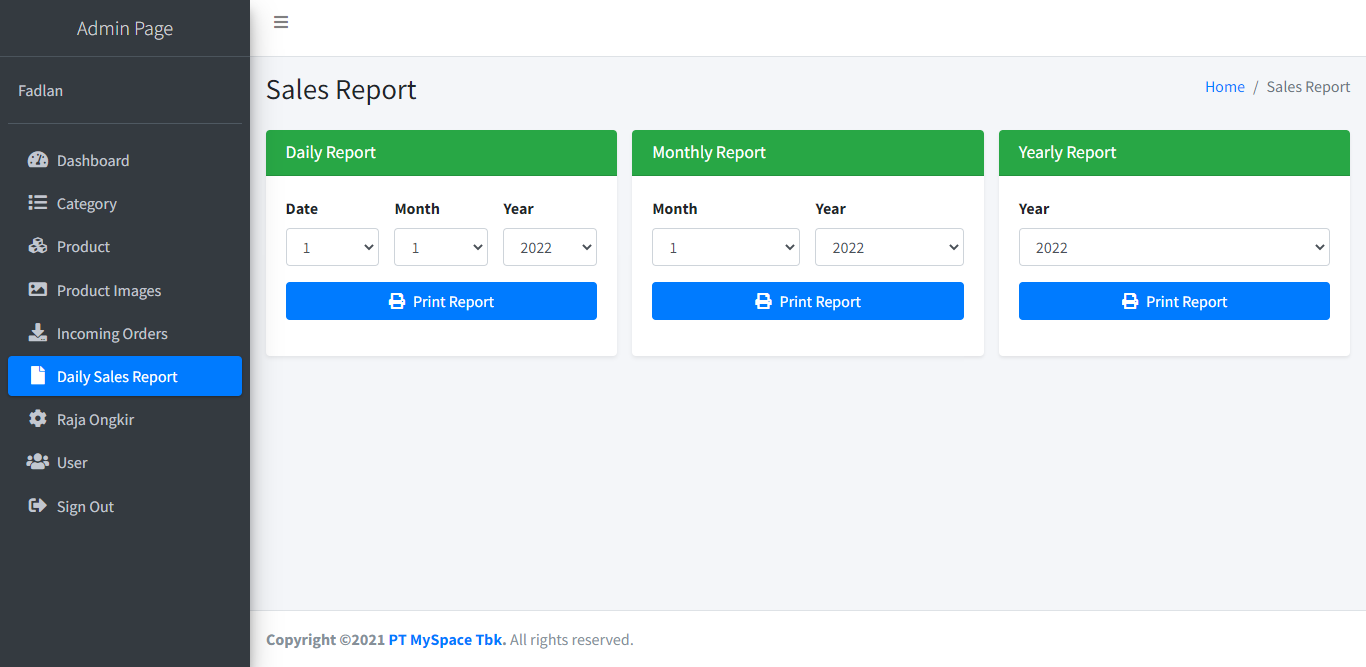 Admin Page
Fadlan
Dashboard
Category
Product
Product Images
Incoming Orders
Daily Sales Report
Raja Ongkir
User
Sign Out
Sales Report
Home / Sales Report
Daily Report
Date Month Year
1 1 2022
Print Report
Monthly Report
Month Year
1 2022
Print Report
Yearly Report
Year
2022
Print Report
Copyright ©2021 PT MySpace Tbk. All rights reserved.